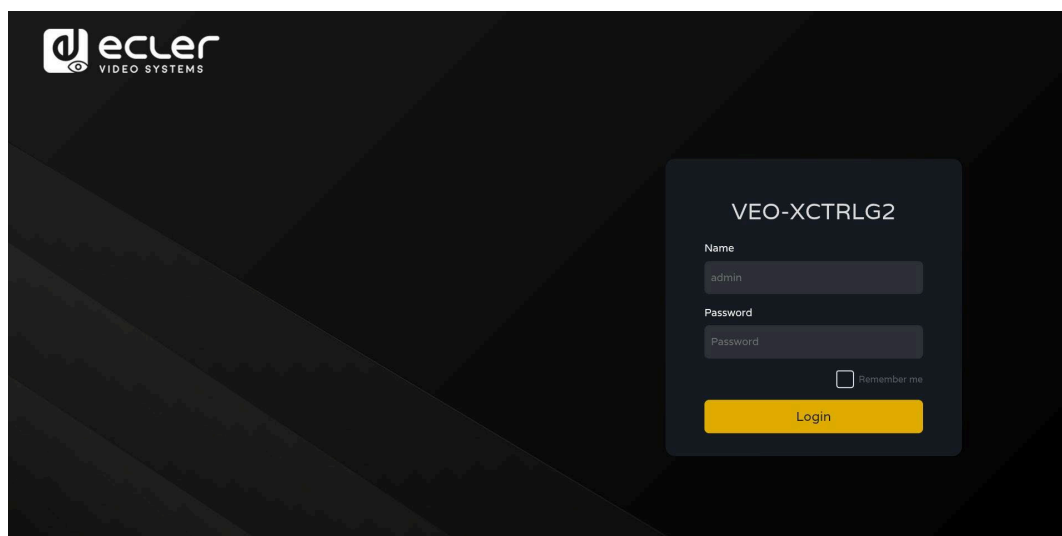 ecler
VIDEO SYSTEMS
VEO-XCTRLG2
Name
admin
Password
Password
Remember me
Login